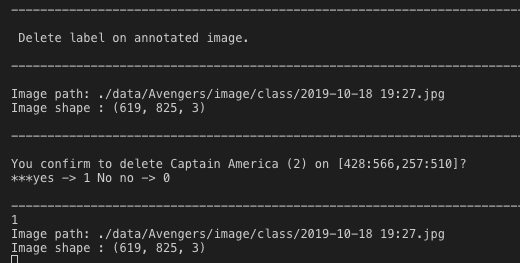 Delete label on annotated image.
Image path: ./data/Avengers/image/class/2019-10-18 19:27.jpg
Image shape : (619, 825, 3)
You confirm to delete Captain America (2) on [428:566,257:510]?
***yes -> 1 No no -> 0
1
Image path: ./data/Avengers/image/class/2019-10-18 19:27.jpg
Image shape : (619, 825, 3)